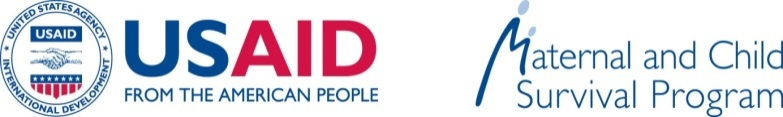 UNITED STATES AGENCY
USAID
INTERNATIONAL DEVELOPMENT
USAID
FROM THE AMERICAN PEOPLE
Maternal and Child
Survival Program